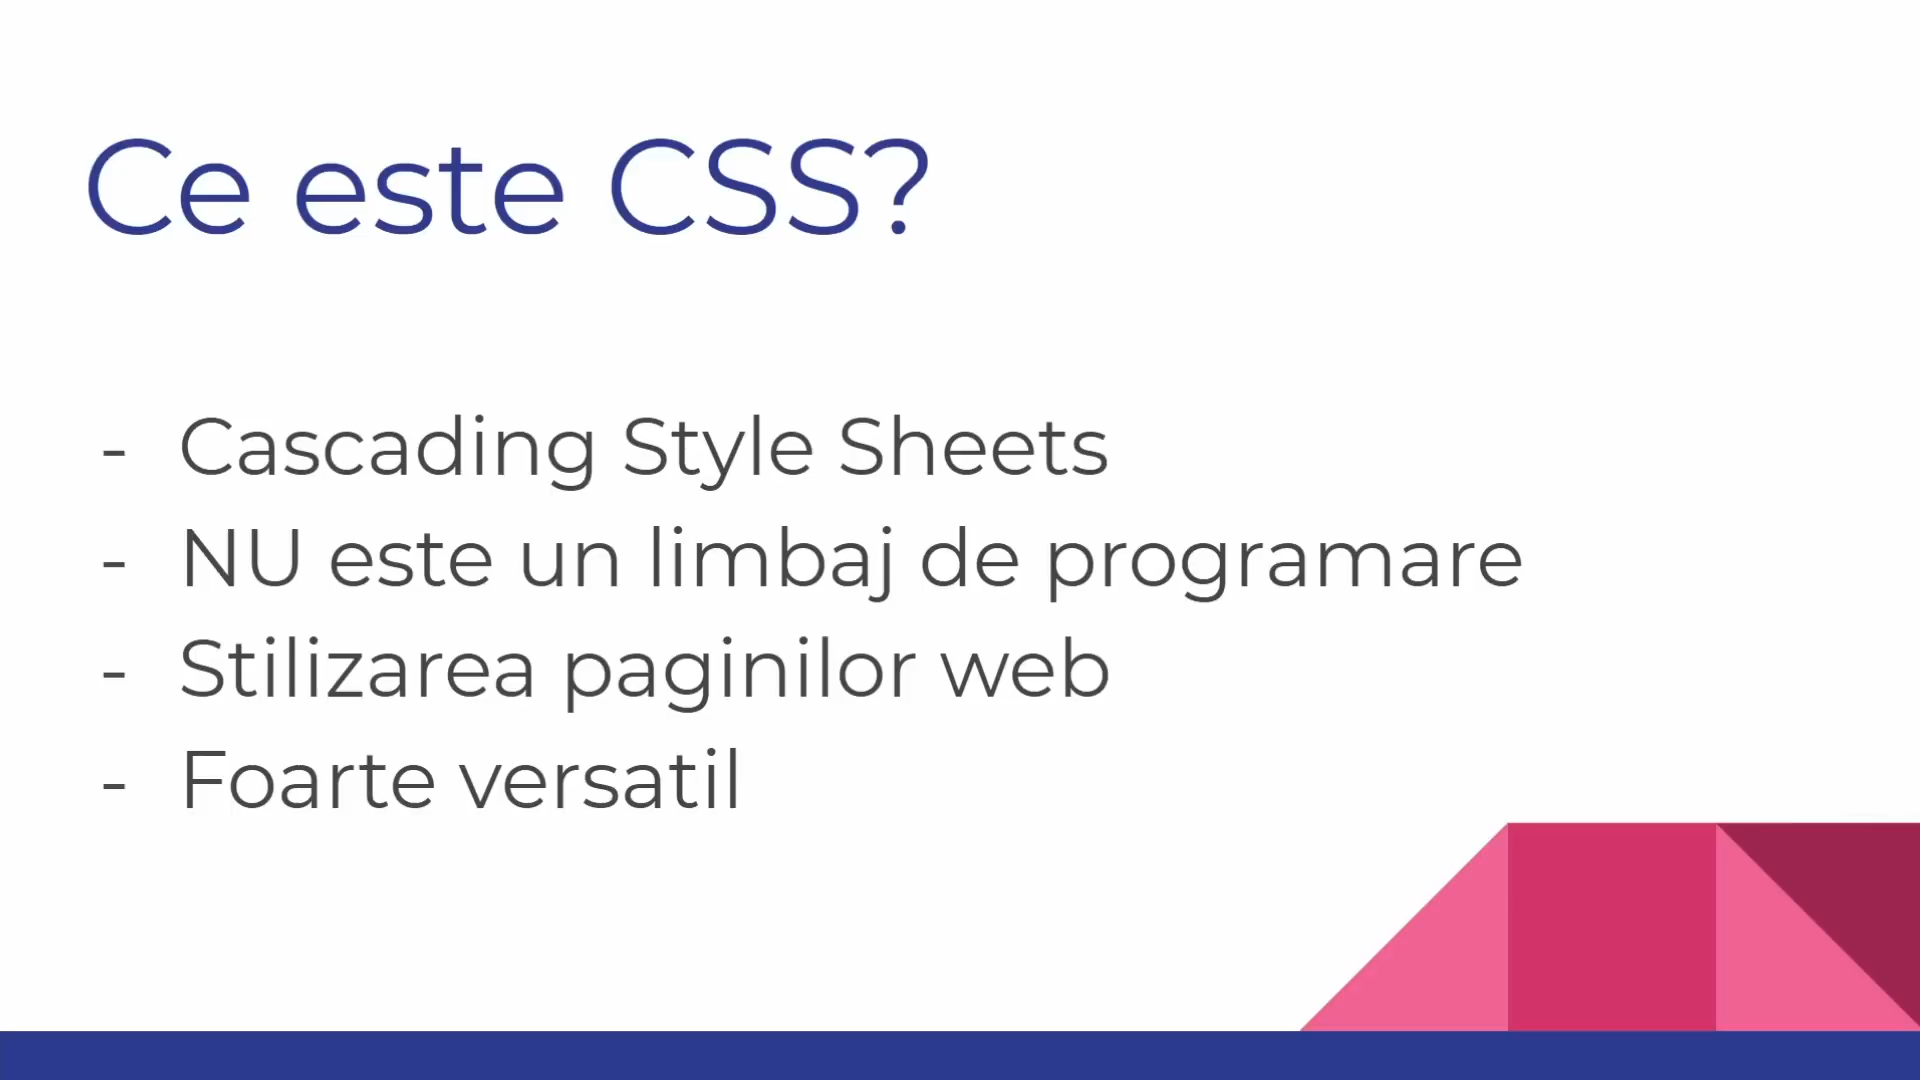 Ce este CSS?
- Cascading Style Sheets
- NU este un limbaj de programare
- Stilizarea paginilor web
- Foarte versatil